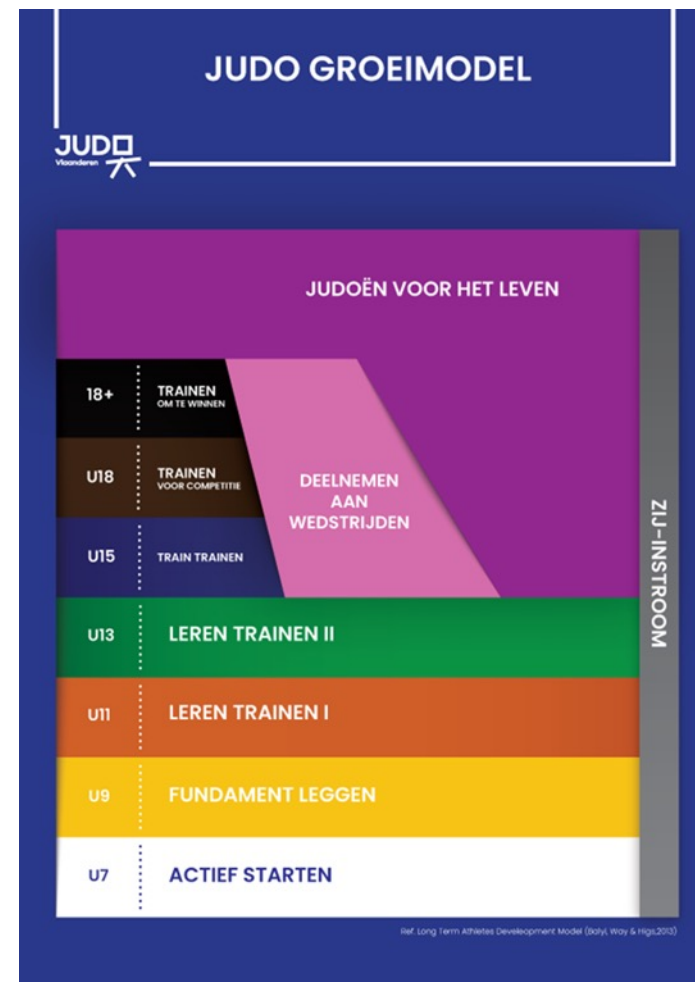 JUDO GROEIMODEL
JUDO
Vlaanderen
JUDOËN VOOR HET LEVEN
18+
TRAINEN
OM TE WINNEN
U18
TRAINEN
VOOR COMPETITIE
DEELNEMEN
AAN
WEDSTRIJDEN
U15
TRAIN TRAINEN
U13
LEREN TRAINEN II
U11
LEREN TRAINEN I
U9
FUNDAMENT LEGGEN
U7
ACTIEF STARTEN
ZIJ-INSTROOM
Ref. Long Term Athletes Develeopment Model (Balyi, Way & Higs,2013)